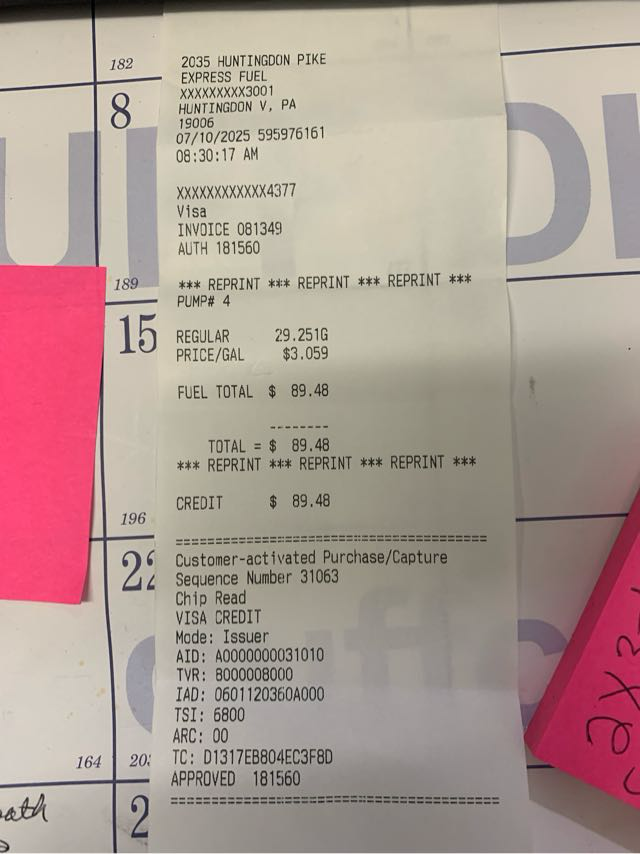 2035 HUNTINGDON PIKE
EXPRESS FUEL
XXXXXXXXX3001
HUNTINGDON V, PA
19006
07/10/2025 595976161
08:30:17 AM
XXXXXXXXXXXX4377
Visa
INVOICE 081349
AUTH 181560
*** REPRINT *** REPRINT *** REPRINT ***
PUMP# 4
REGULAR 29.251G
PRICE/GAL $3.059
FUEL TOTAL $ 89.48
--------
TOTAL = $ 89.48
*** REPRINT *** REPRINT *** REPRINT ***
CREDIT $ 89.48
========================================
Customer-activated Purchase/Capture
Sequence Number 31063
Chip Read
VISA CREDIT
Mode: Issuer
AID: A0000000031010
TVR: 8000008000
IAD: 0601120360A000
TSI: 6800
ARC: 00
TC: D1317EB804EC3F8D
APPROVED 181560
==========================================
182
8
189
15
196
22
164